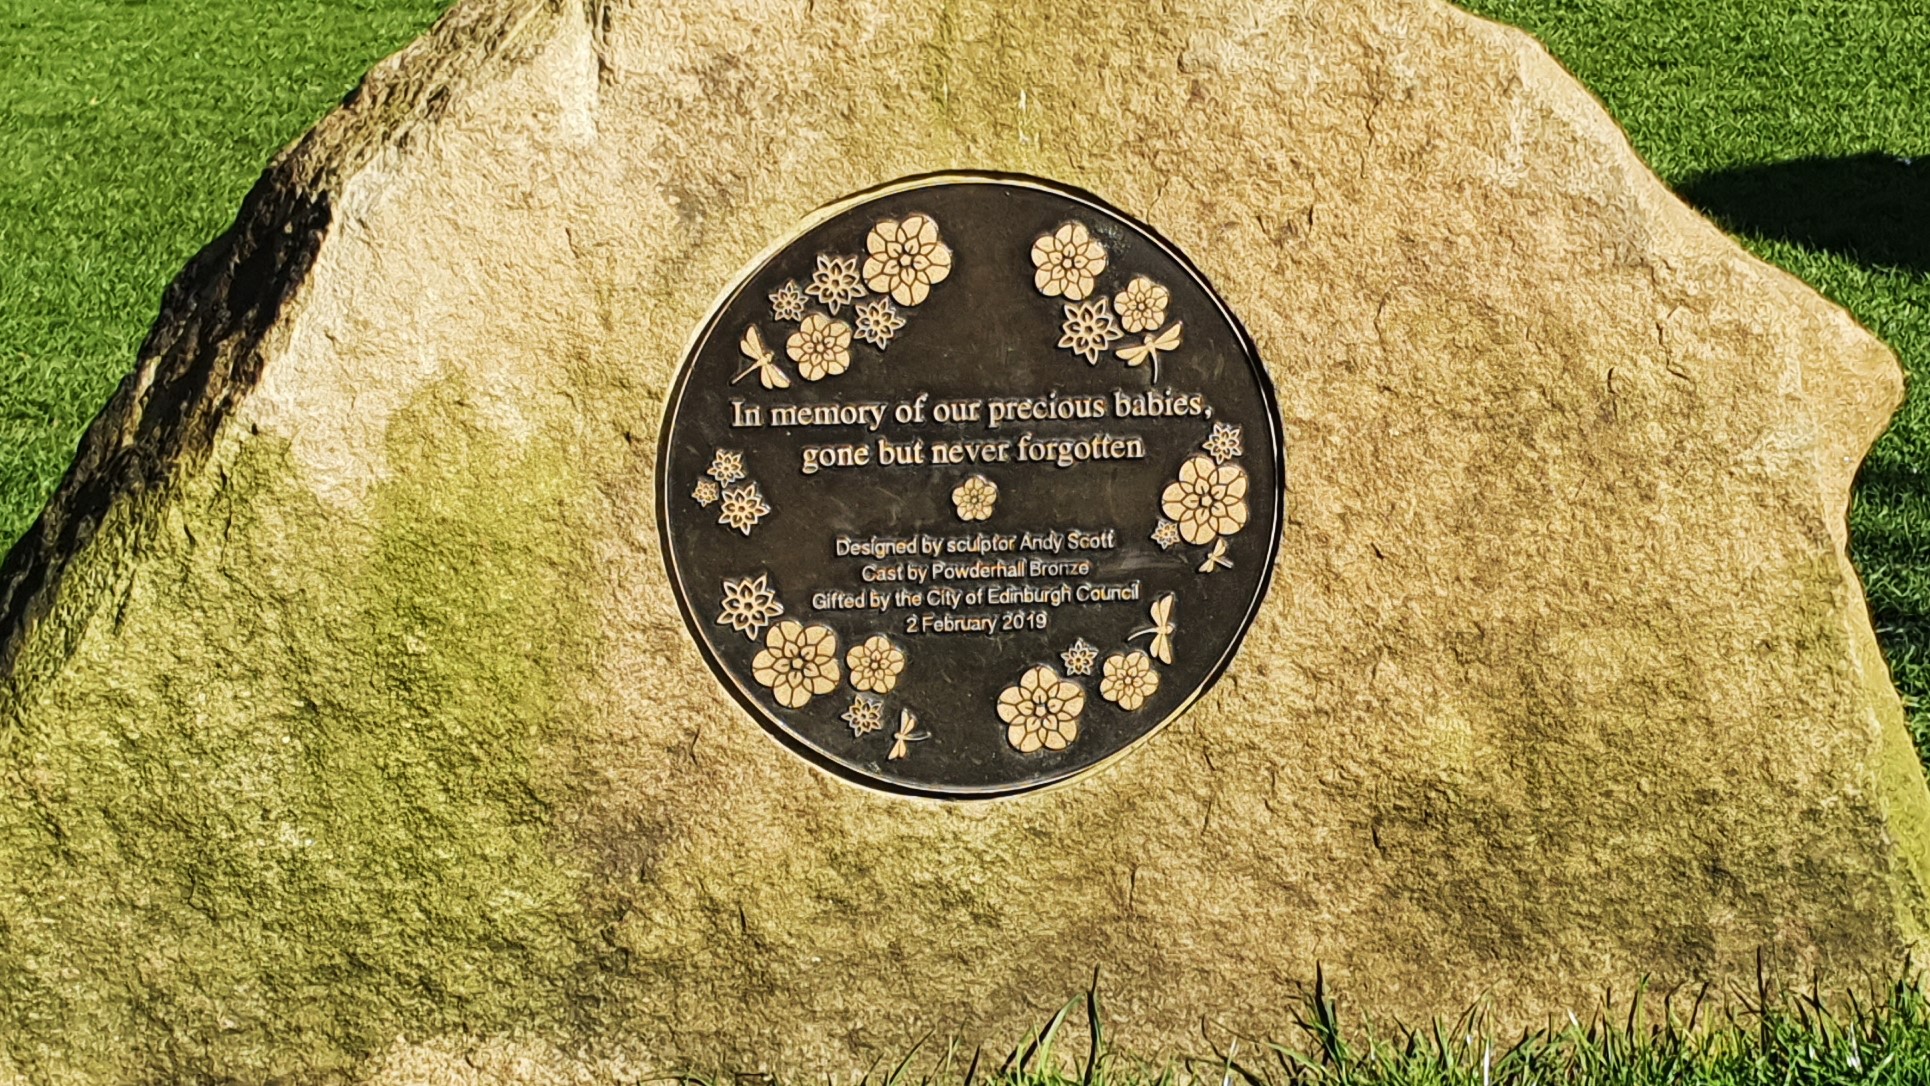 In memory of our precious babies,
gone but never forgotten
Designed by sculptor Andy Scott
Cast by Powderhall Bronze
Gifted by the City of Edinburgh Council
2 February 2019